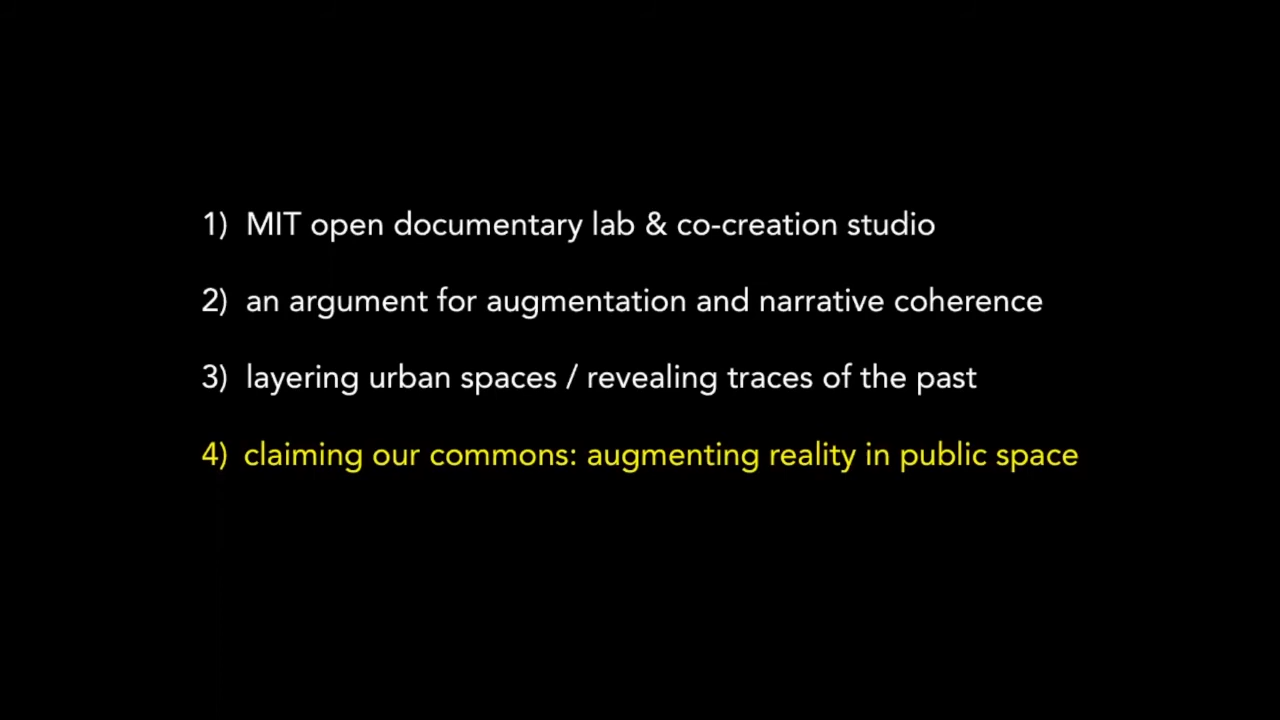 1) MIT open documentary lab & co-creation studio
2) an argument for augmentation and narrative coherence
3) layering urban spaces / revealing traces of the past
4) claiming our commons: augmenting reality in public space